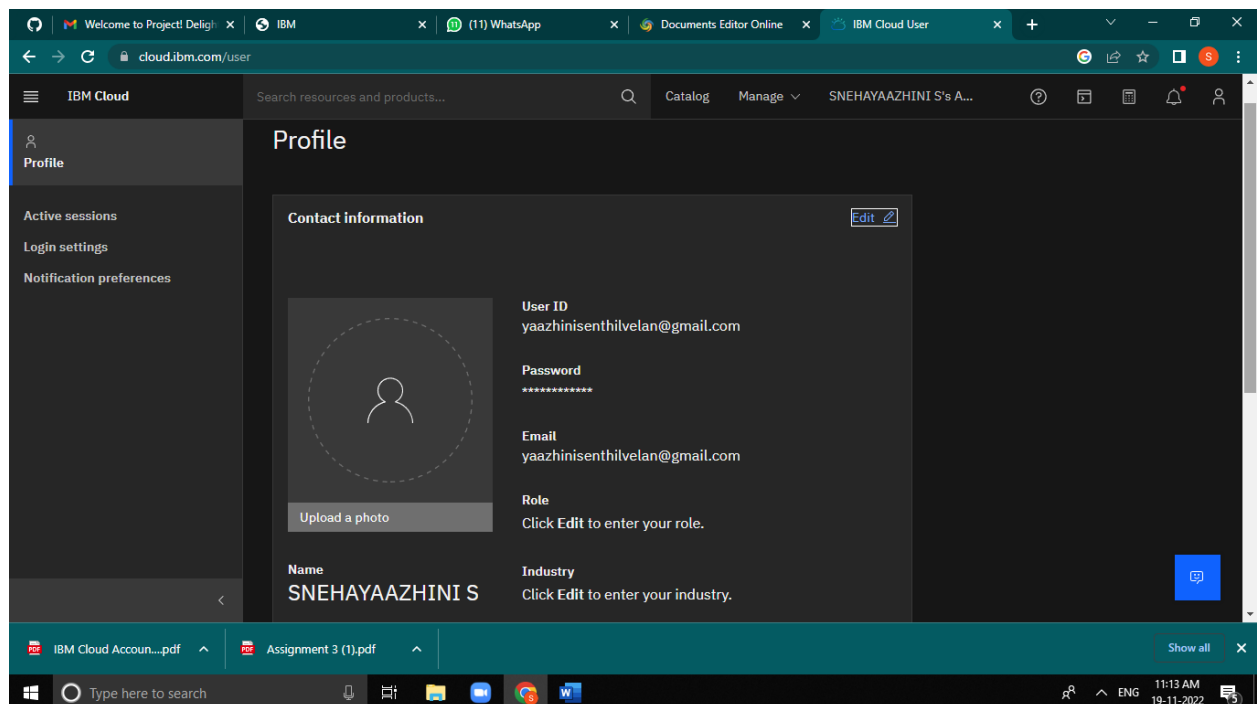 Welcome to Project! Deligh
IBM
(11) WhatsApp
Documents Editor Online
IBM Cloud User
cloud.ibm.com/user
IBM Cloud
Search resources and products...
Catalog
Manage
SNEHAYAAZHINI S's A...
Profile
Active sessions
Login settings
Notification preferences
Profile
Contact information
Edit
Upload a photo
Name
SNEHAYAAZHINI S
User ID
yaazhinisenthilvelan@gmail.com
Password
************
Email
yaazhinisenthilvelan@gmail.com
Role
Click Edit to enter your role.
Industry
Click Edit to enter your industry.
IBM Cloud Accoun....pdf
Assignment 3 (1).pdf
Show all
Type here to search
ENG
11:13 AM
19-11-2022
5